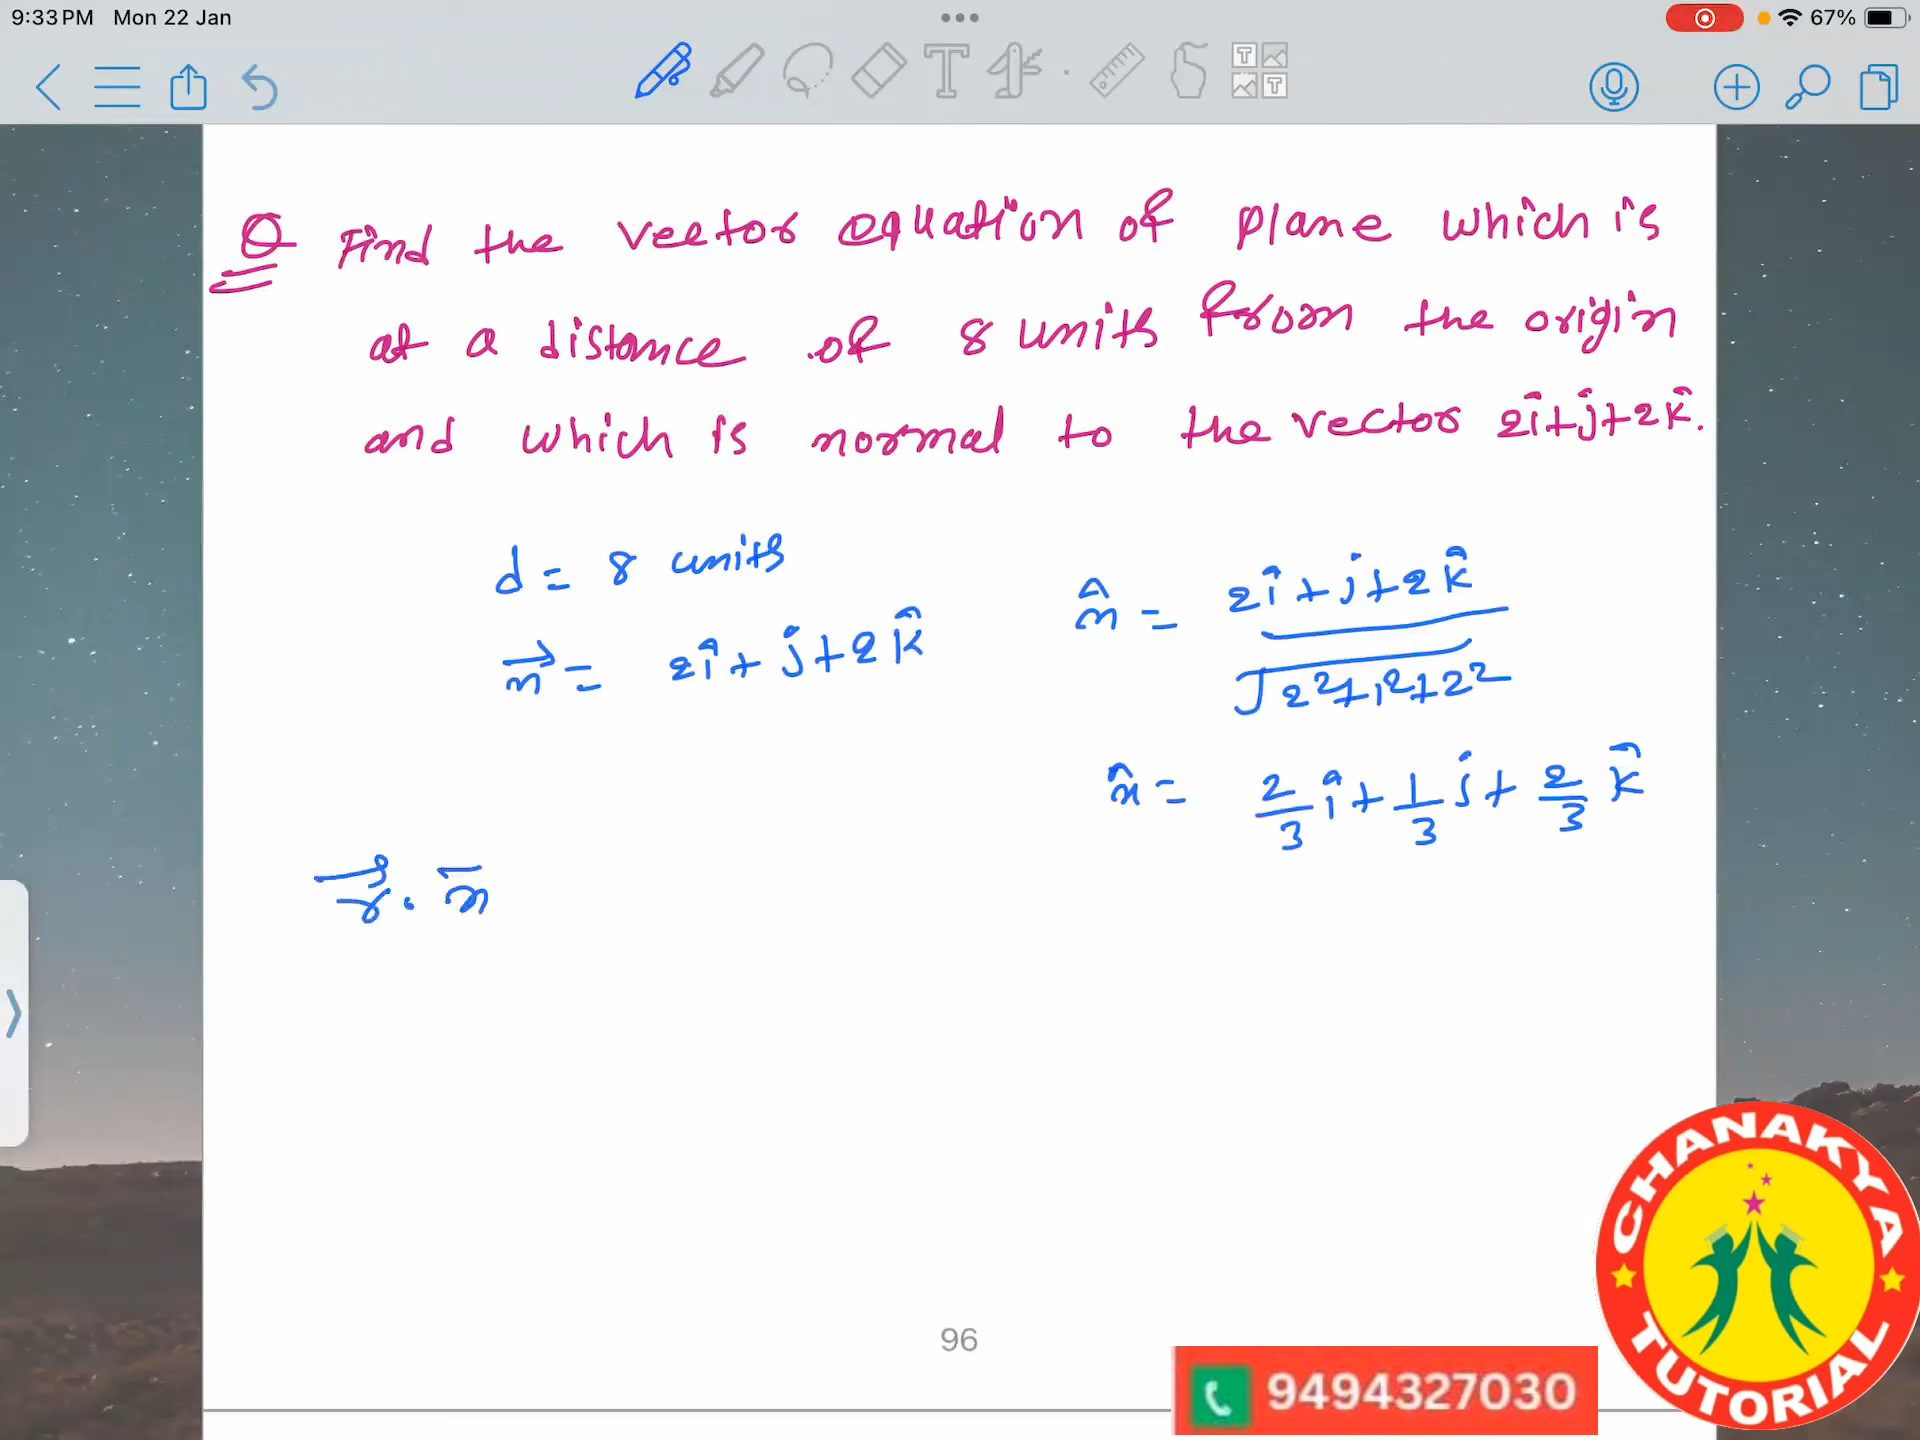 9:33 PM Mon 22 Jan
67%
Q Find the vector equation of plane which is
at a distance of 8 units from the origin
and which is normal to the vector 2î+ĵ+2k̂.
d = 8 units
n⃗ = 2î+j+2k̂
n̂ = 2î+j+2k̂
√2²+1²+2²
n̂ = 2/3 î + 1/3 j + 2/3 k̂
r⃗ . n̅
96
9494327030
CHANAKYA
TUTORIAL